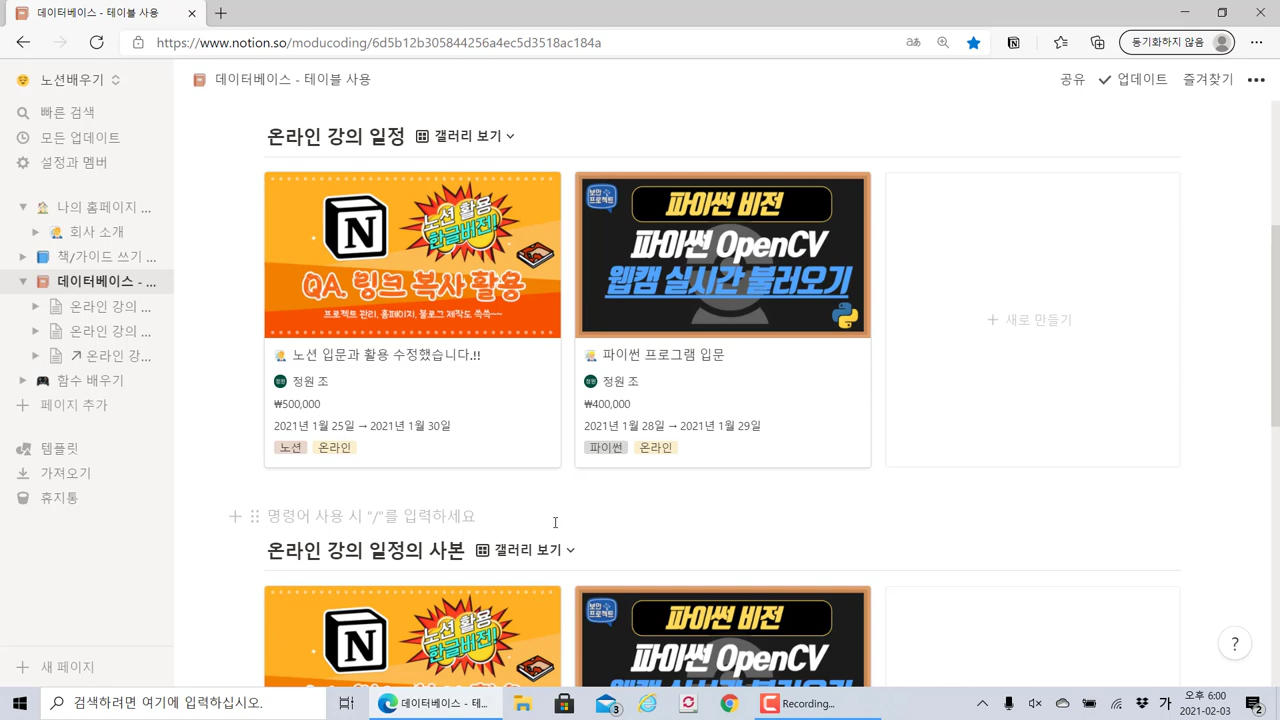 데이터베이스 - 테이블 사용
https://www.notion.so/moducoding/6d5b12b305844256a4ec5d3518ac184a
동기화하지 않음
노션배우기
데이터베이스 - 테이블 사용
공유
업데이트
즐겨찾기
빠른 검색
모든 업데이트
설정과 멤버
나의 홈페이지 ...
회사 소개
책/가이드 쓰기 ...
데이터베이스 - ...
온라인 강의 ...
온라인 강의 ...
온라인 강...
함수 배우기
페이지 추가
템플릿
가져오기
휴지통
새 페이지
온라인 강의 일정
갤러리 보기
노션 활용
한글버전!
QA. 링크 복사 활용
프로젝트 관리, 홈페이지, 블로그 제작도 쓱쓱~~
노션 입문과 활용 수정했습니다.!!
정원 조
₩500,000
2021년 1월 25일 → 2021년 1월 30일
노션
온라인
보안
프로젝트
파이썬 비전
파이썬 OpenCV
웹캠 실시간 불러오기
파이썬 프로그램 입문
정원 조
₩400,000
2021년 1월 28일 → 2021년 1월 29일
파이썬
온라인
새로 만들기
명령어 사용 시 "/"를 입력하세요
온라인 강의 일정의 사본
갤러리 보기
노션 활용
한글버전!
보안
프로젝트
파이썬 비전
파이썬 OpenCV
?
검색하려면 여기에 입력하십시오.
데이터베이스 - 테...
3
Recording...
가
오후 6:00
2021-02-03
2